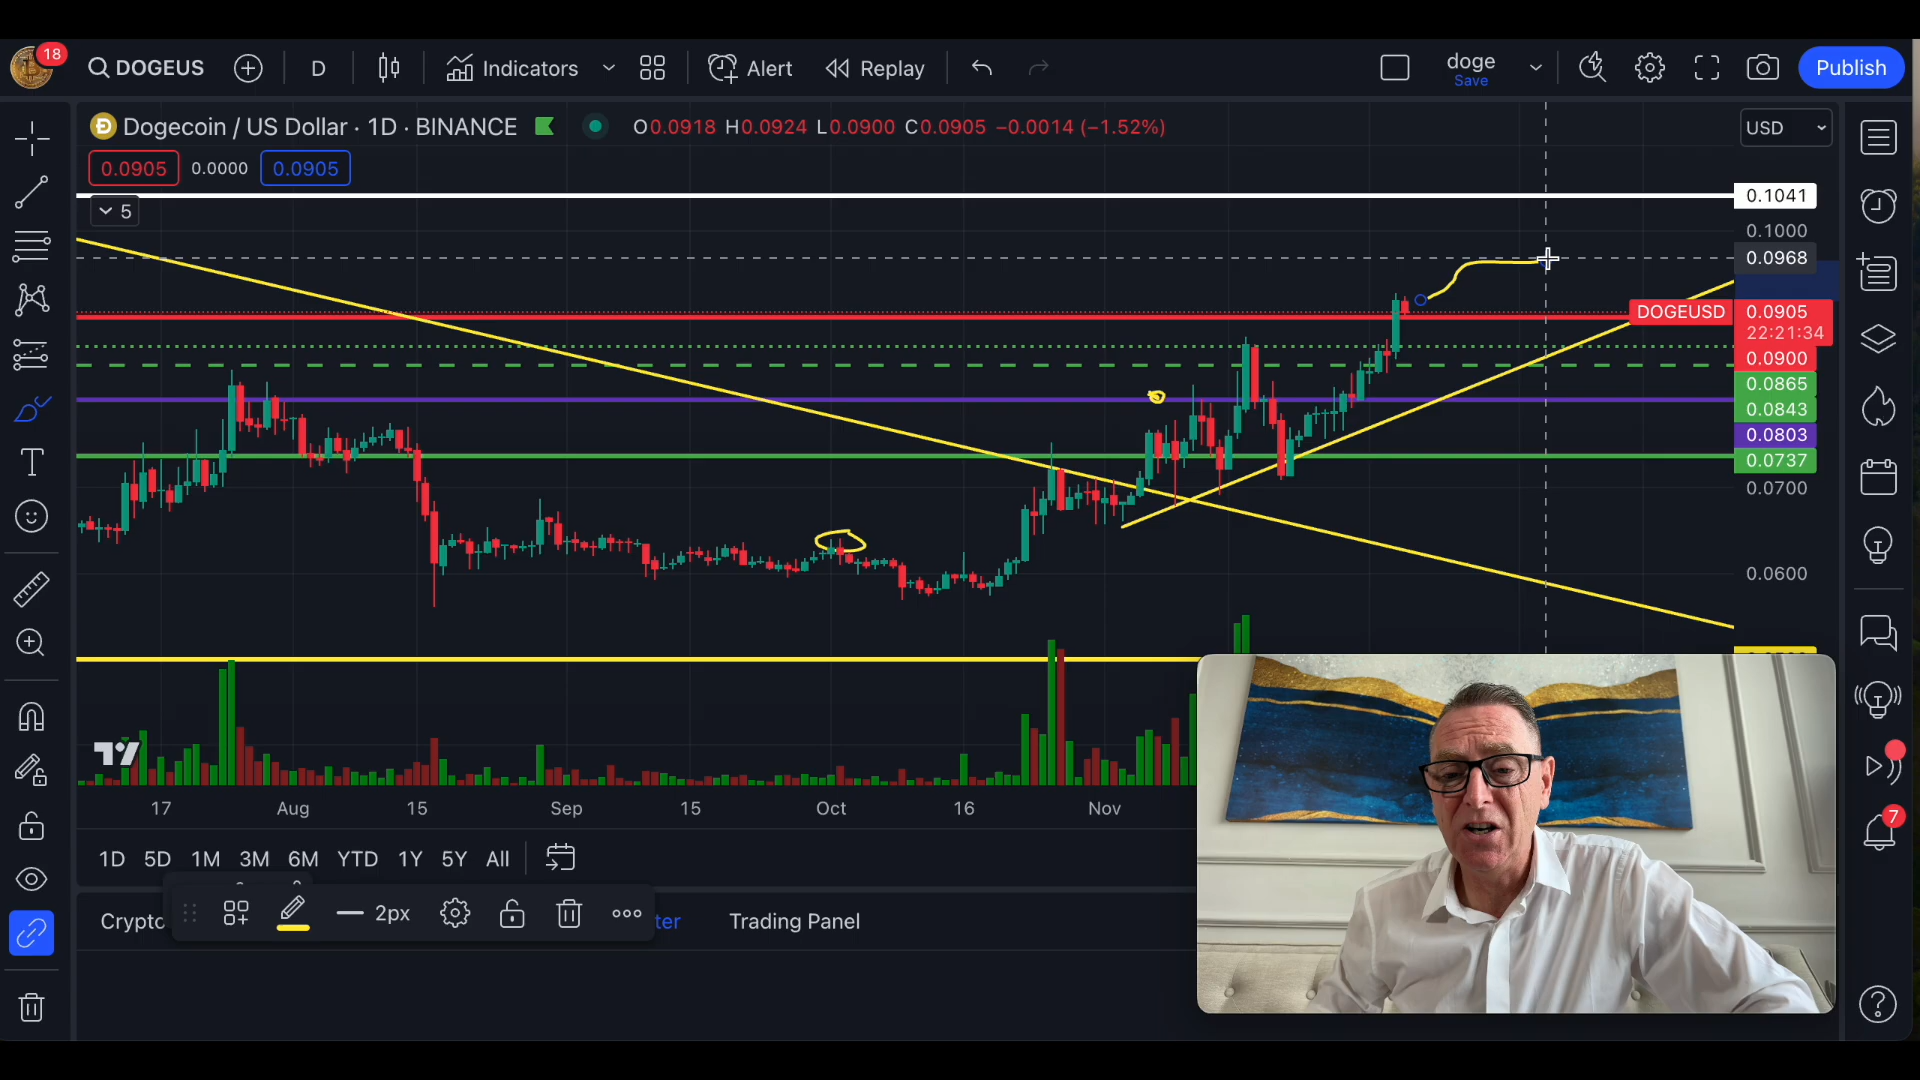 18
DOGEUS
D
Indicators
Alert
Replay
doge
Save
Publish
Dogecoin / US Dollar · 1D · BINANCE
O0.0918 H0.0924 L0.0900 C0.0905 −0.0014 (−1.52%)
USD
0.0905
0.0000
0.0905
5
0.1041
0.1000
0.0968
DOGEUSD
0.0905
22:21:34
0.0900
0.0865
0.0843
0.0803
0.0737
0.0700
0.0600
17
Aug
15
Sep
15
Oct
16
Nov
1D 5D 1M 3M 6M YTD 1Y 5Y All
2px
Crypto
ter
Trading Panel
7